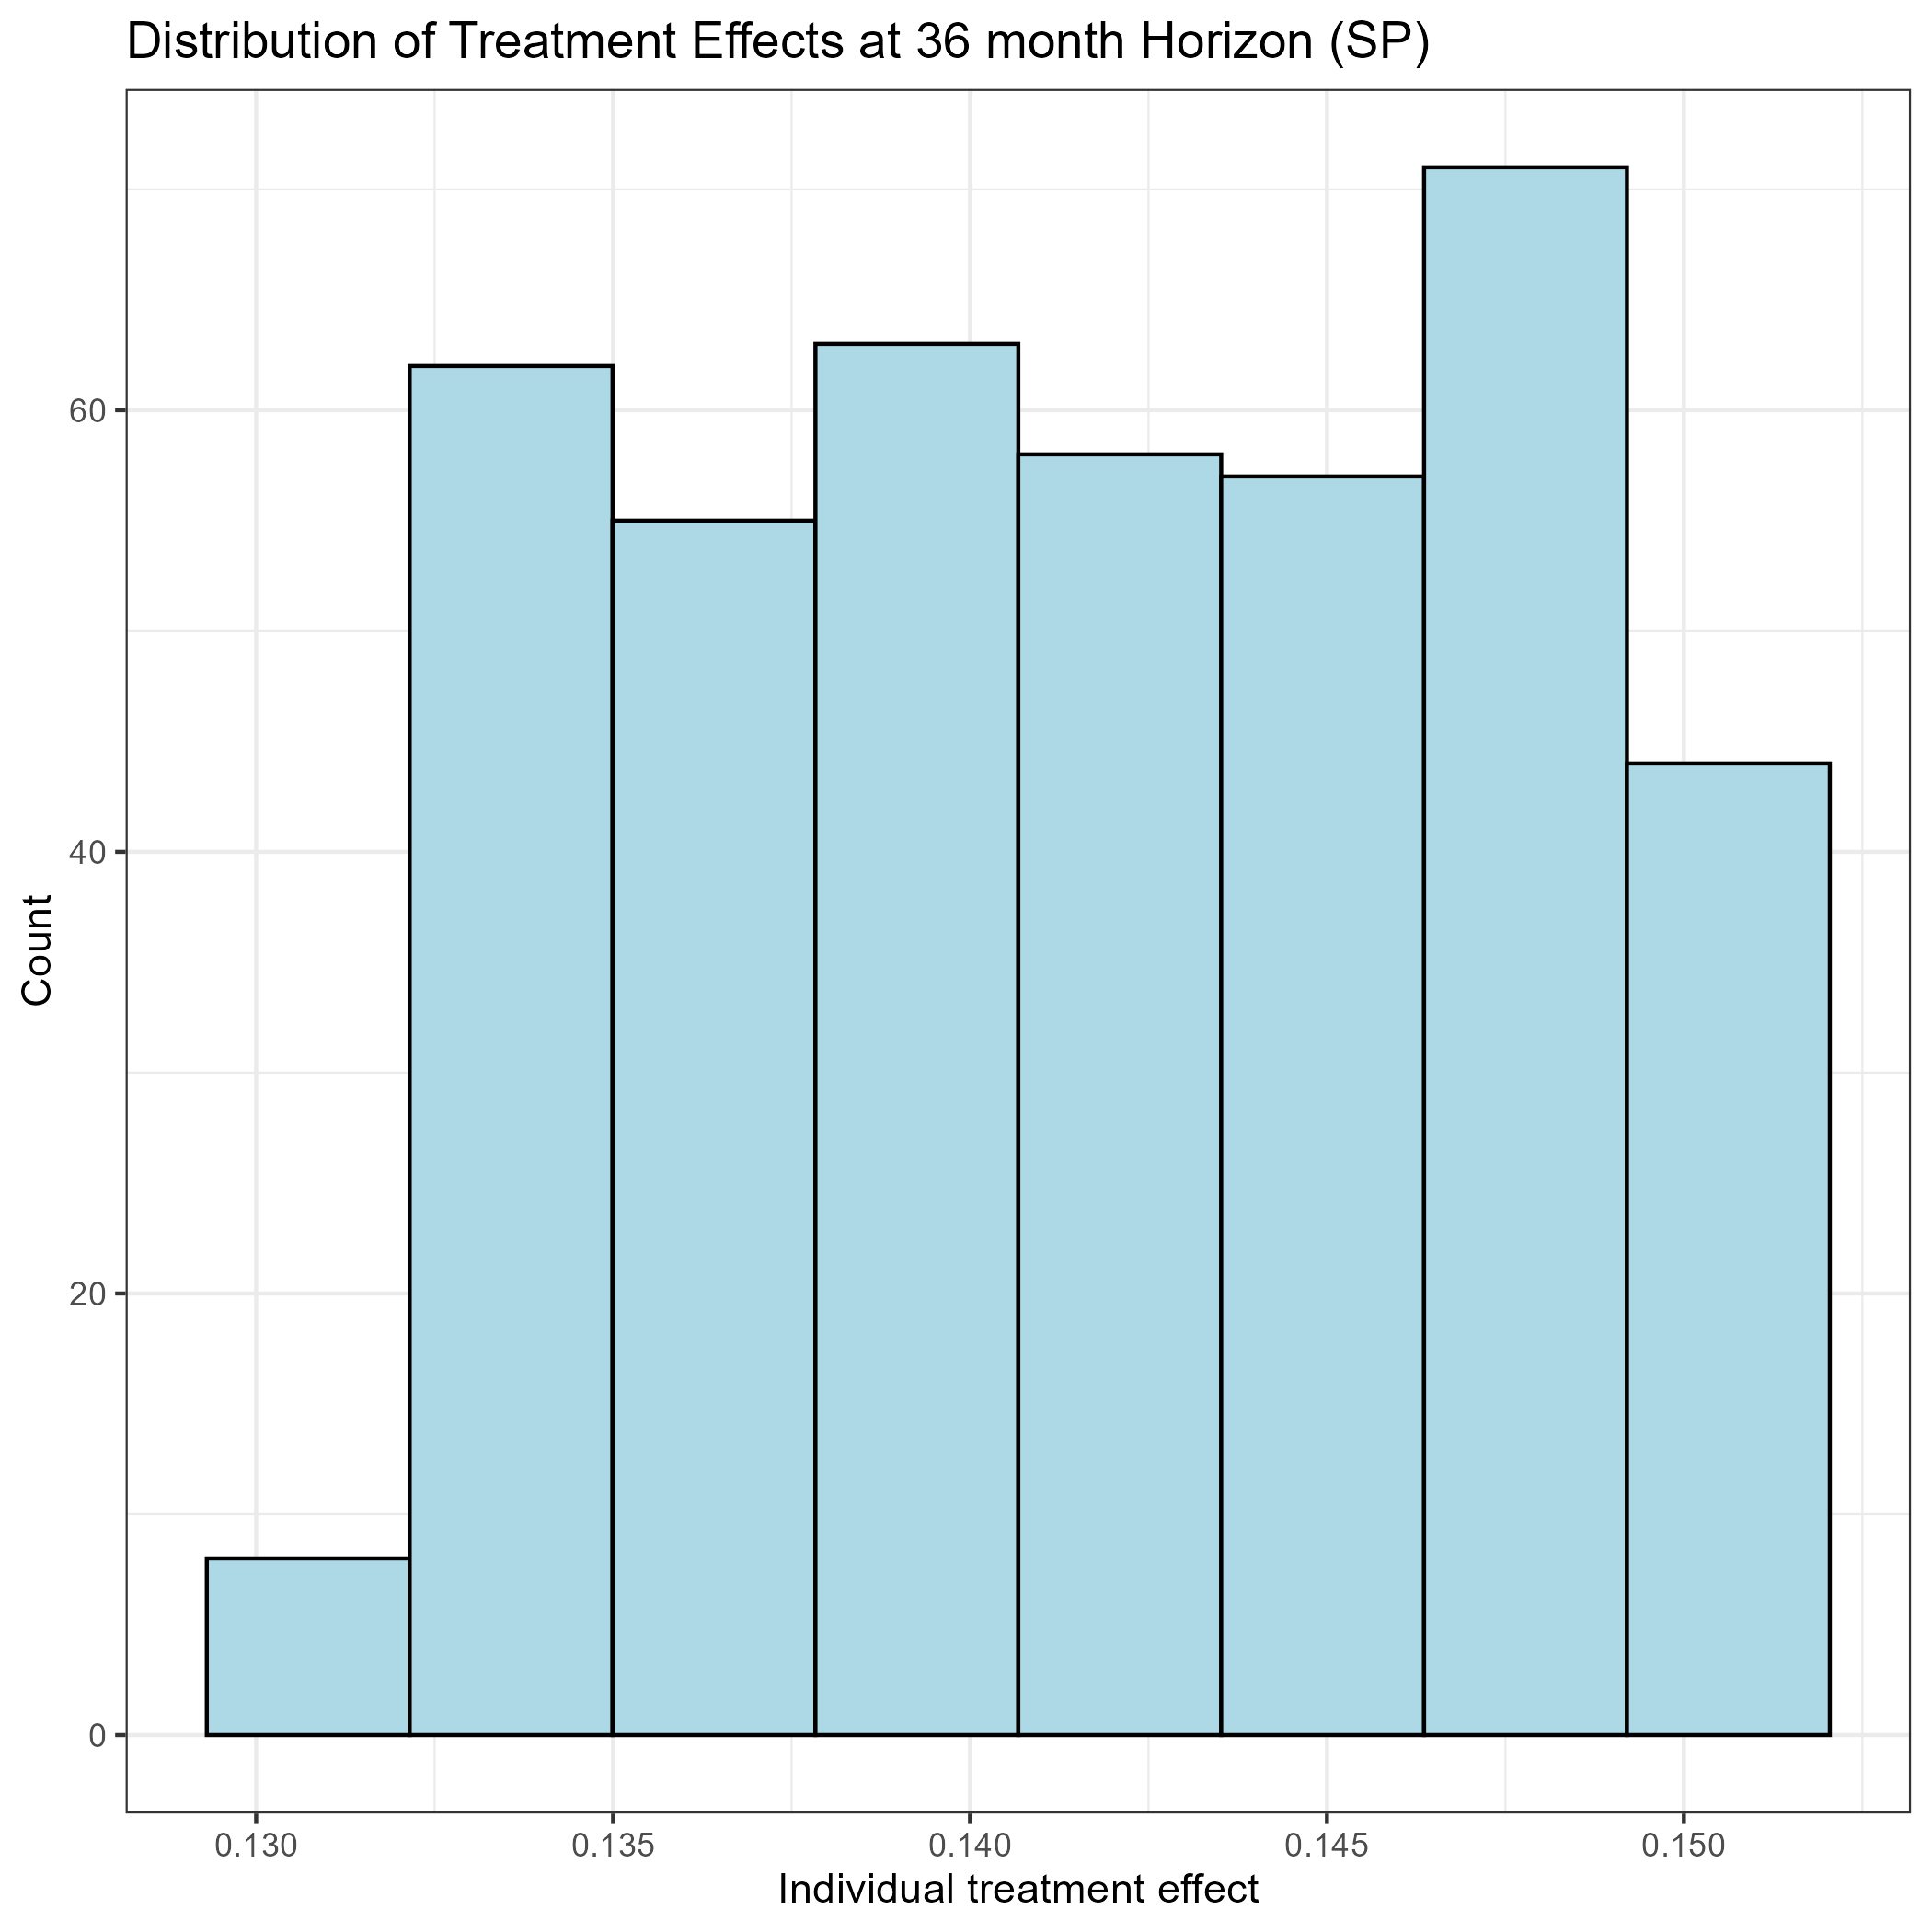 Distribution of Treatment Effects at 36 month Horizon (SP)
Count
60
40
20
0
0.130 0.135 0.140 0.145 0.150
Individual treatment effect